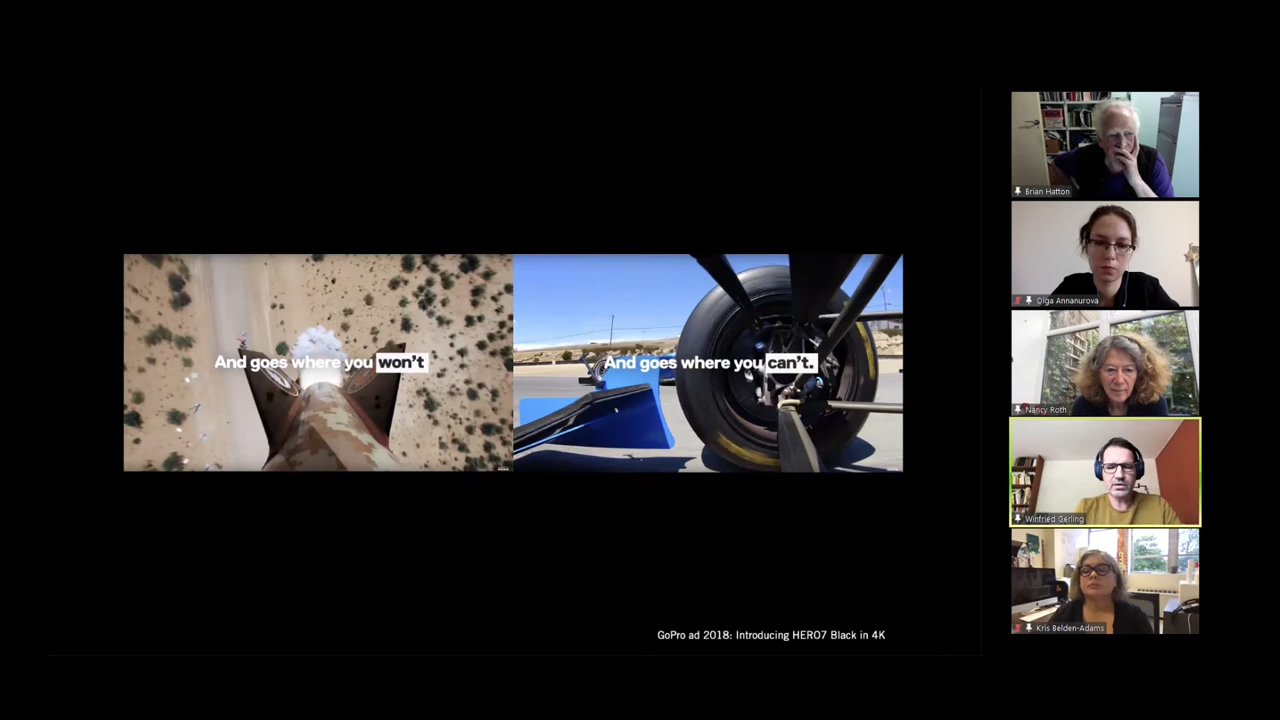 And goes where you won't
And goes where you can't.
GoPro ad 2018: Introducing HERO7 Black in 4K
Brian Hatton
Olga Annanurova
Nancy Roth
Winfried Gerling
Kris Belden-Adams